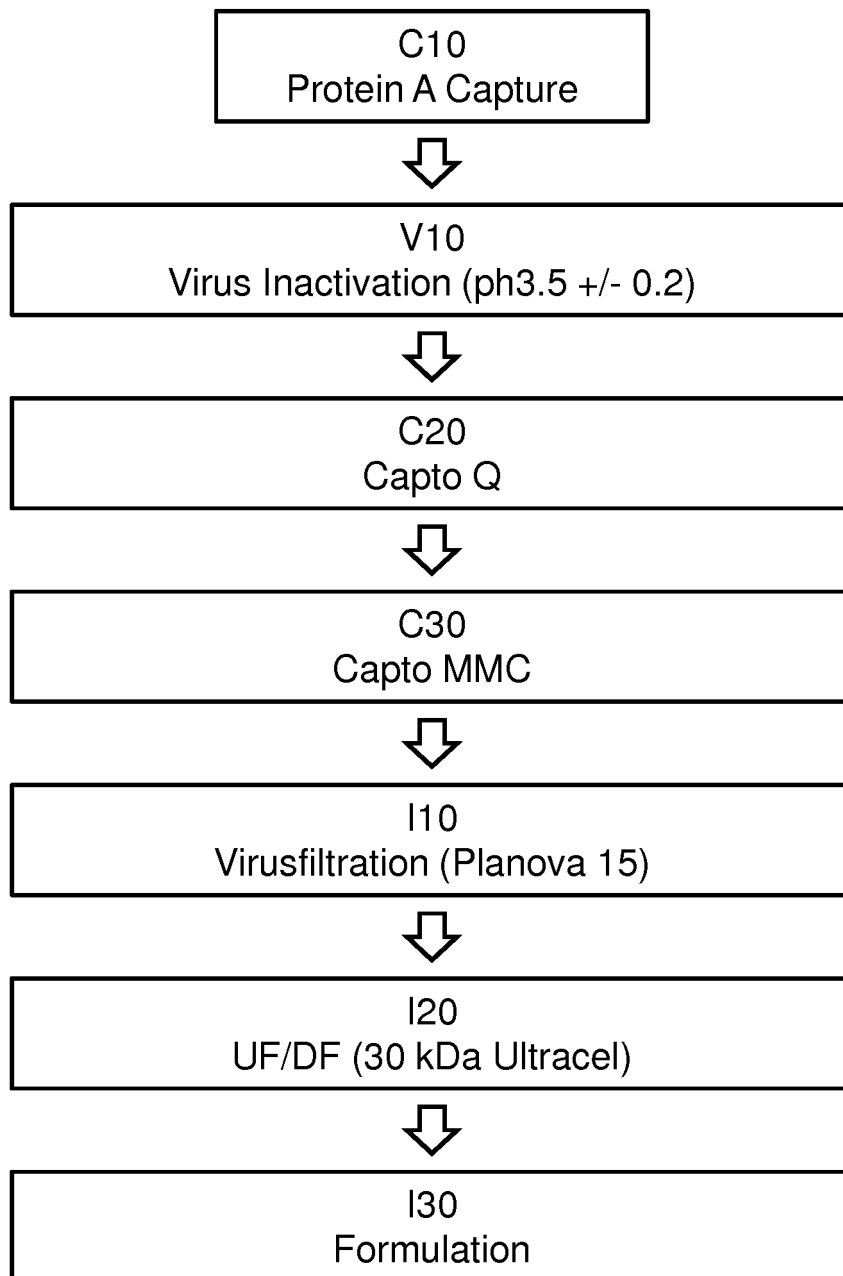 C10
Protein A Capture
V10
Virus Inactivation (ph3.5 +/- 0.2)
C20
Capto Q
C30
Capto MMC
I10
Virusfiltration (Planova 15)
I20
UF/DF (30 kDa Ultracel)
I30
Formulation